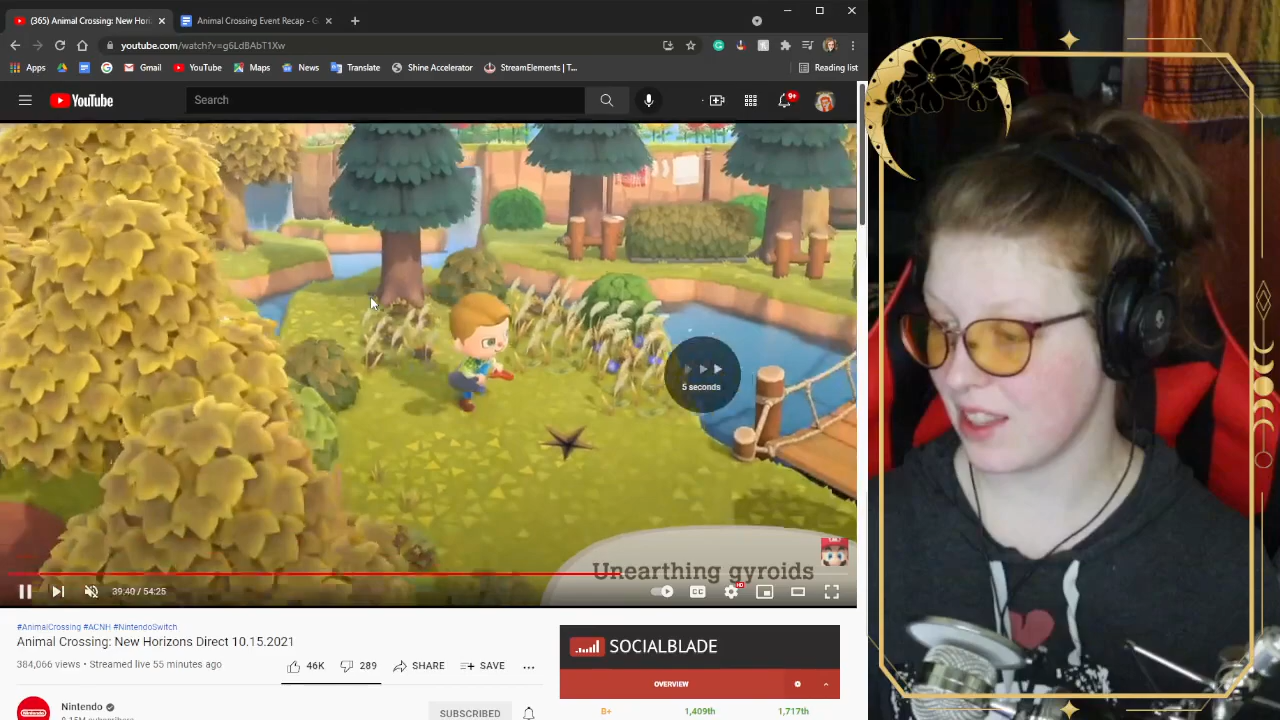 (365) Animal Crossing: New Hori
Animal Crossing Event Recap - G
youtube.com/watch?v=g6LdBAbT1Xw
Apps
Gmail
YouTube
Maps
News
Translate
Shine Accelerator
StreamElements | T...
Reading list
YouTube
Search
9+
5 seconds
Unearthing gyroids
39:40 / 54:25
CC
HD
#AnimalCrossing #ACNH #NintendoSwitch
Animal Crossing: New Horizons Direct 10.15.2021
384,066 views • Streamed live 55 minutes ago
46K
289
SHARE
SAVE
...
SOCIALBLADE
OVERVIEW
B+
1,409th
1,717th
Nintendo
SUBSCRIBED